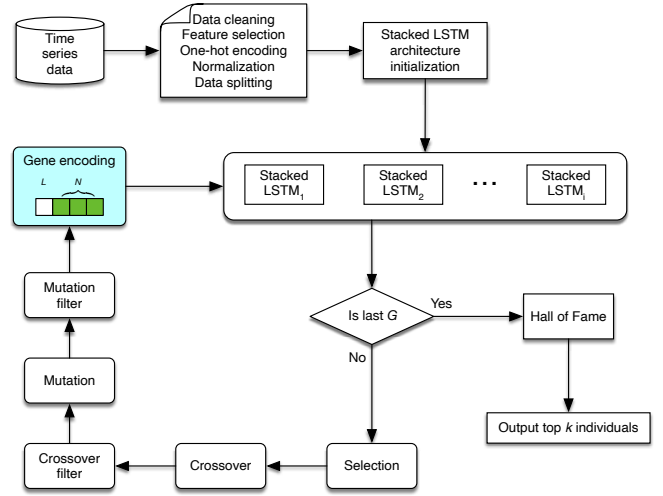 Time
series
data
Data cleaning
Feature selection
One-hot encoding
Normalization
Data splitting
Stacked LSTM
architecture
initialization
Gene encoding
L N
Stacked
LSTM1
Stacked
LSTM2
...
Stacked
LSTMi
Mutation
filter
Is last G
Yes
Hall of Fame
No
Mutation
Output top k individuals
Crossover
filter
Crossover
Selection